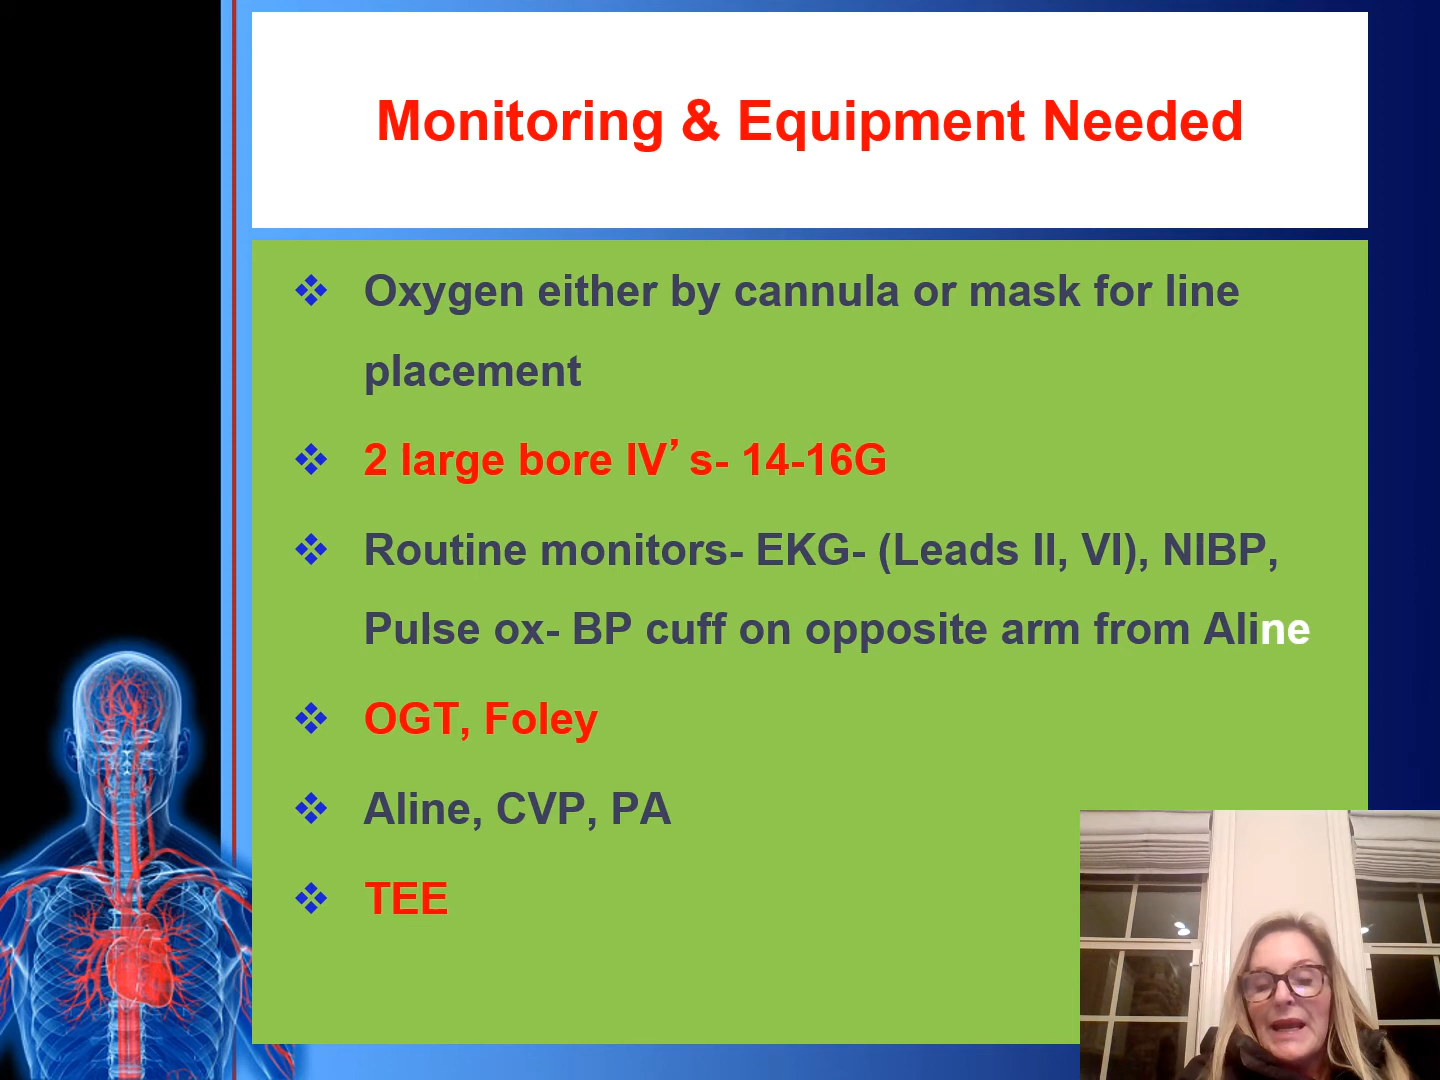 Monitoring & Equipment Needed
Oxygen either by cannula or mask for line
placement
2 large bore IV’s- 14-16G
Routine monitors- EKG- (Leads II, VI), NIBP,
Pulse ox- BP cuff on opposite arm from Aline
OGT, Foley
Aline, CVP, PA
TEE